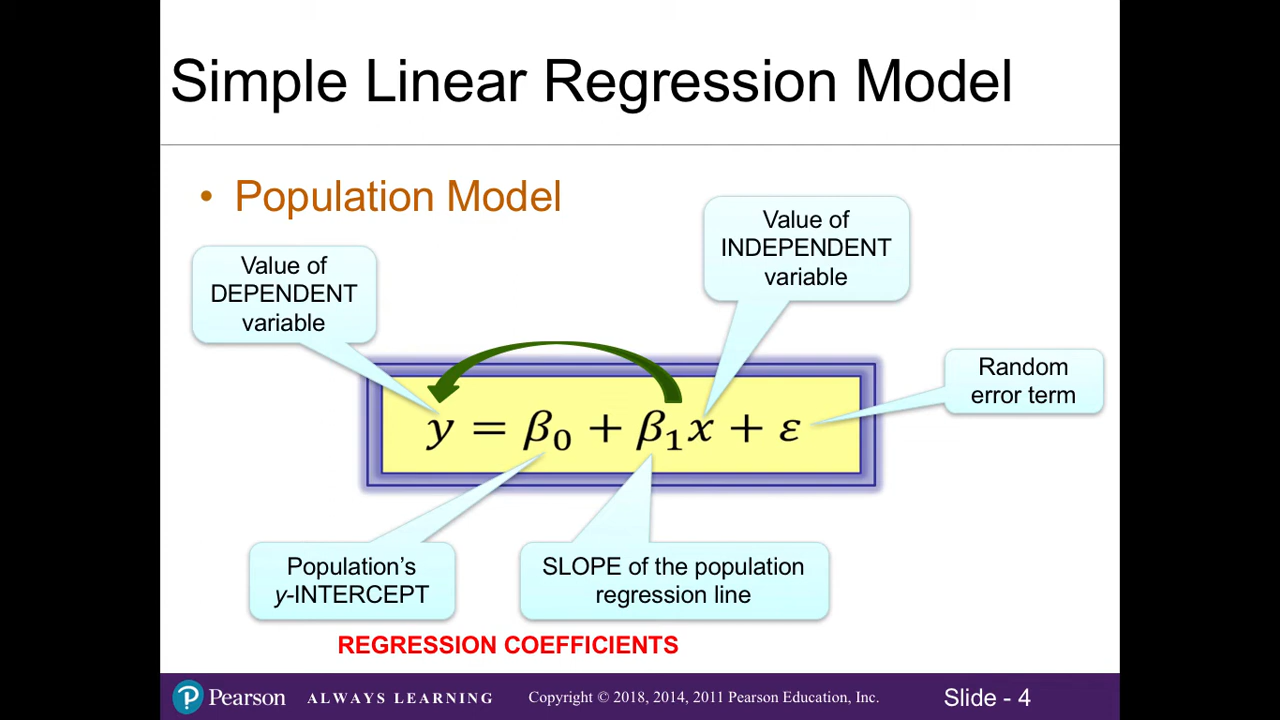 Simple Linear Regression Model
• Population Model
Value of
DEPENDENT
variable
Value of
INDEPENDENT
variable
Random
error term
y = β₀ + β₁x + ε
Population’s
y-INTERCEPT
SLOPE of the population
regression line
REGRESSION COEFFICIENTS
P Pearson
ALWAYS LEARNING
Copyright © 2018, 2014, 2011 Pearson Education, Inc.
Slide - 4